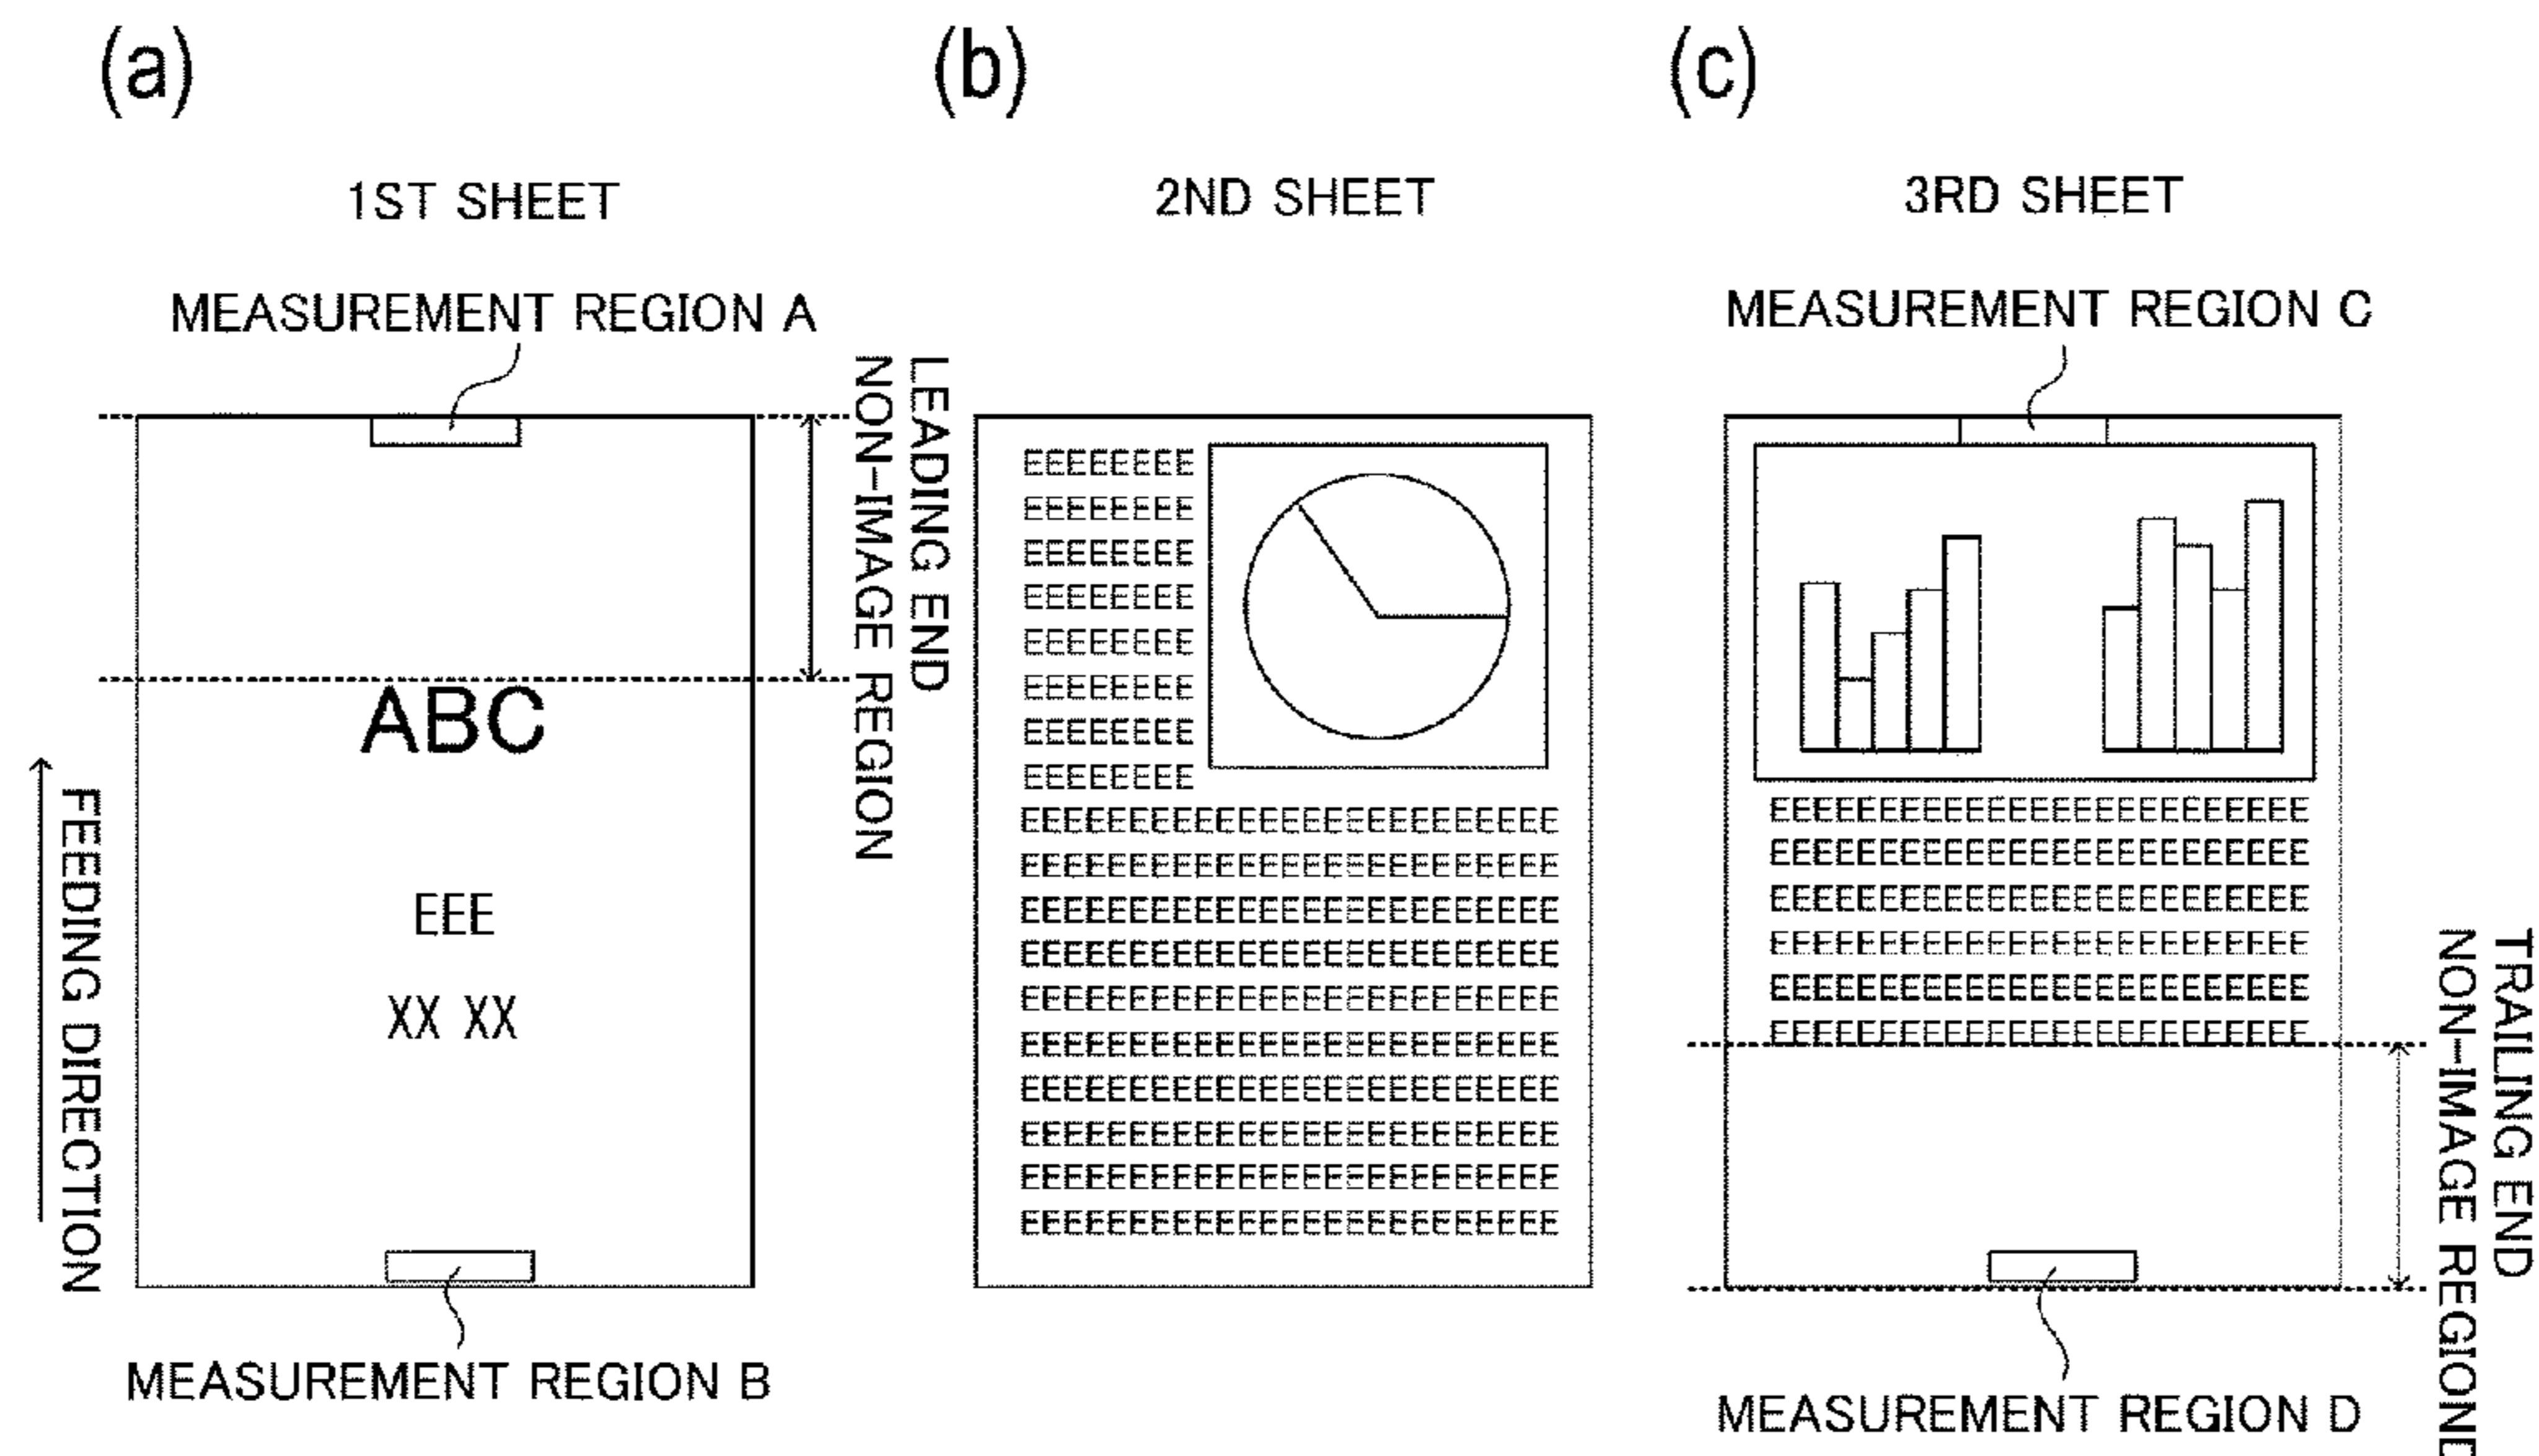 (a)
1ST SHEET
MEASUREMENT REGION A
LEADING END
NON-IMAGE REGION
ABC
EEE
XX XX
FEEDING DIRECTION
MEASUREMENT REGION B
(b)
2ND SHEET
EEEEEEEE
EEEEEEEE
EEEEEEEE
EEEEEEEE
EEEEEEEE
EEEEEEEE
EEEEEEEE
EEEEEEEE
EEEEEEEEEEEEEEEEEEEEEEEEE
EEEEEEEEEEEEEEEEEEEEEEEEE
EEEEEEEEEEEEEEEEEEEEEEEEE
EEEEEEEEEEEEEEEEEEEEEEEEE
EEEEEEEEEEEEEEEEEEEEEEEEE
EEEEEEEEEEEEEEEEEEEEEEEEE
EEEEEEEEEEEEEEEEEEEEEEEEE
EEEEEEEEEEEEEEEEEEEEEEEEE
EEEEEEEEEEEEEEEEEEEEEEEEE
EEEEEEEEEEEEEEEEEEEEEEEEE
(c)
3RD SHEET
MEASUREMENT REGION C
EEEEEEEEEEEEEEEEEEEEEEEEE
EEEEEEEEEEEEEEEEEEEEEEEEE
EEEEEEEEEEEEEEEEEEEEEEEEE
EEEEEEEEEEEEEEEEEEEEEEEEE
EEEEEEEEEEEEEEEEEEEEEEEEE
EEEEEEEEEEEEEEEEEEEEEEEEE
TRAILING END
NON-IMAGE REGION
MEASUREMENT REGION D